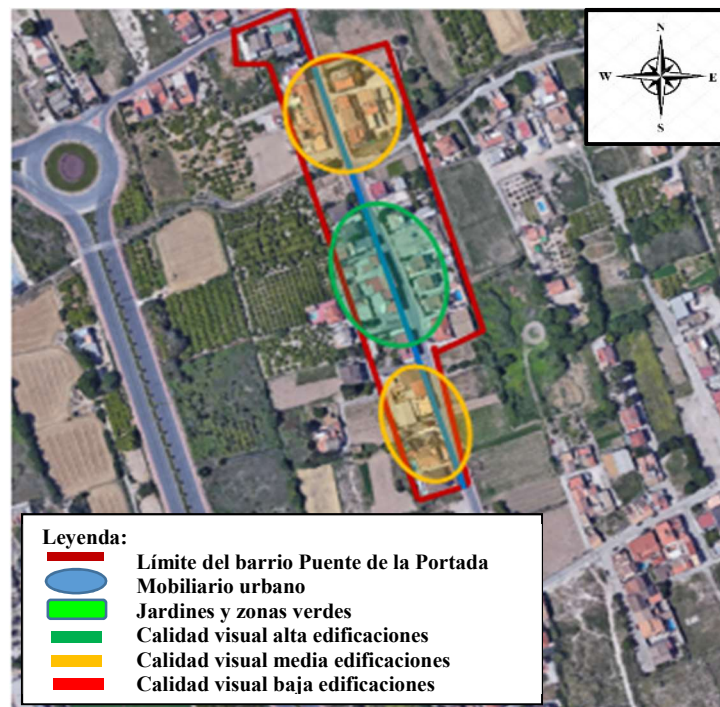 N
W E
S
Leyenda:
Límite del barrio Puente de la Portada
Mobiliario urbano
Jardines y zonas verdes
Calidad visual alta edificaciones
Calidad visual media edificaciones
Calidad visual baja edificaciones